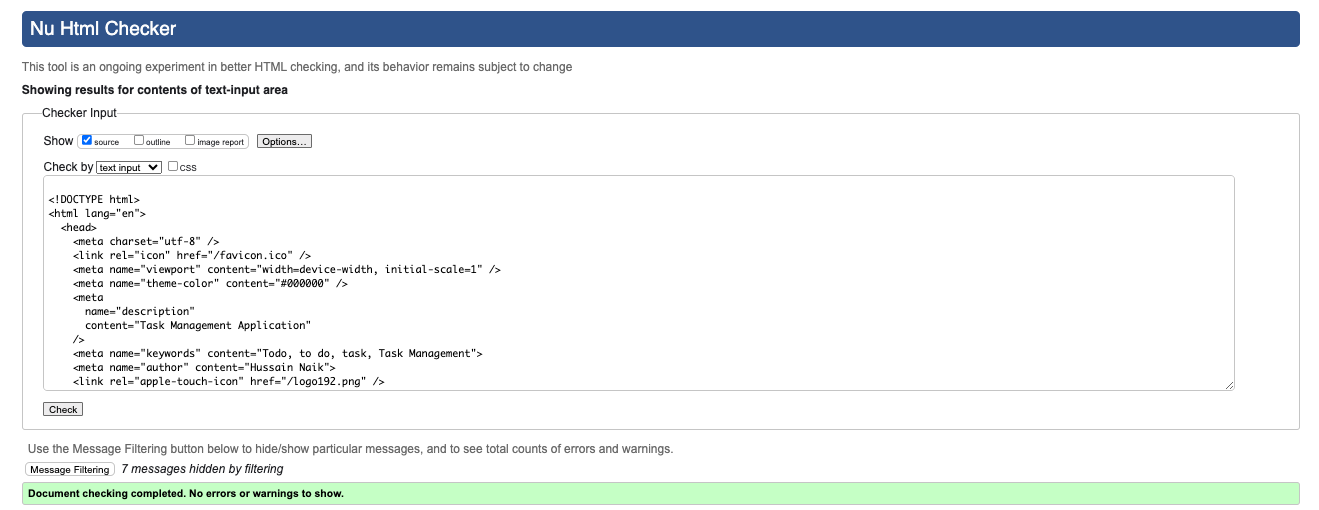 Nu Html Checker
This tool is an ongoing experiment in better HTML checking, and its behavior remains subject to change
Showing results for contents of text-input area
Checker Input
Show source outline image report Options...
Check by text input CSS
<!DOCTYPE html>
<html lang="en">
<head>
<meta charset="utf-8" />
<link rel="icon" href="/favicon.ico" />
<meta name="viewport" content="width=device-width, initial-scale=1" />
<meta name="theme-color" content="#000000" />
<meta
name="description"
content="Task Management Application"
/>
<meta name="keywords" content="Todo, to do, task, Task Management">
<meta name="author" content="Hussain Naik">
<link rel="apple-touch-icon" href="/logo192.png" />
Check
Use the Message Filtering button below to hide/show particular messages, and to see total counts of errors and warnings.
Message Filtering 7 messages hidden by filtering
Document checking completed. No errors or warnings to show.